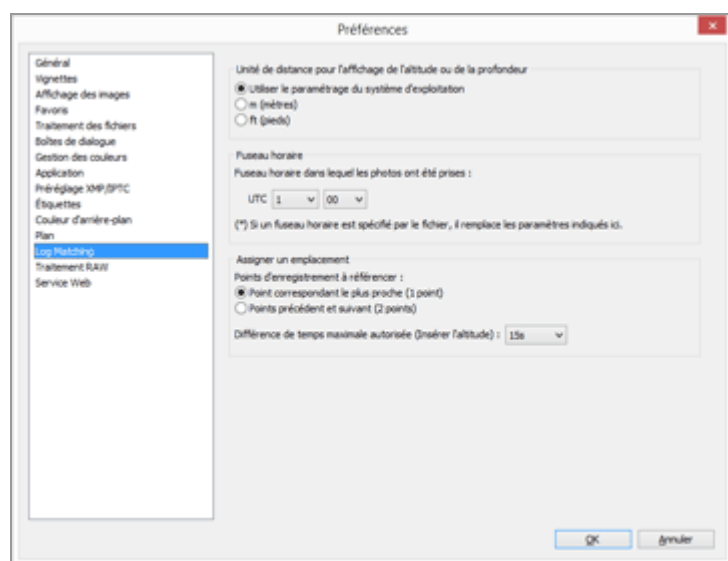 Préférences
Général
Vignettes
Affichage des images
Favoris
Traitement des fichiers
Boîtes de dialogue
Gestion des couleurs
Application
Préréglage XMP/IPTC
Étiquettes
Couleur d'arrière-plan
Plan
Log Matching
Traitement RAW
Service Web
Unité de distance pour l'affichage de l'altitude ou de la profondeur
Utiliser le paramétrage du système d'exploitation
m (mètres)
ft (pieds)
Fuseau horaire
Fuseau horaire dans lequel les photos ont été prises :
UTC 1 00
(*) Si un fuseau horaire est spécifié par le fichier, il remplace les paramètres indiqués ici.
Assigner un emplacement
Points d'enregistrement à référencer :
Point correspondant le plus proche (1 point)
Points précédent et suivant (2 points)
Différence de temps maximale autorisée (Insérer l'altitude) : 15s
OK Annuler